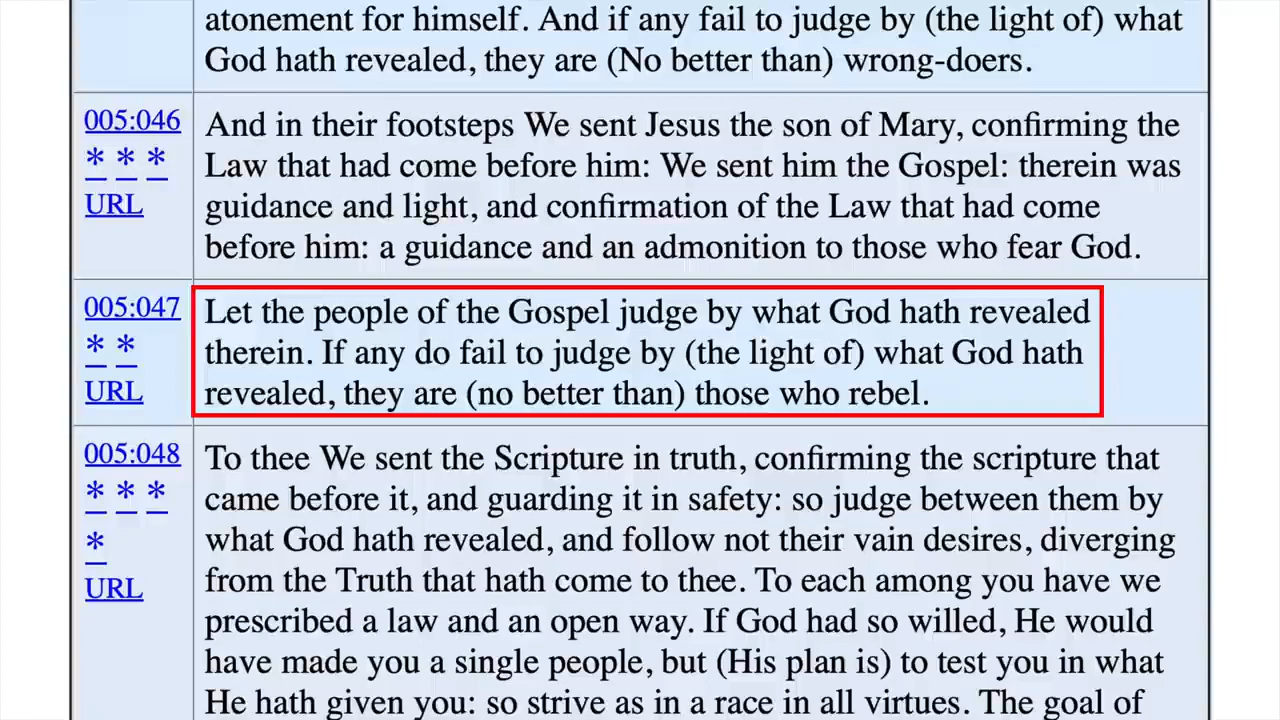 atonement for himself. And if any fail to judge by (the light of) what
God hath revealed, they are (No better than) wrong-doers.
005:046
* * *
URL
And in their footsteps We sent Jesus the son of Mary, confirming the
Law that had come before him: We sent him the Gospel: therein was
guidance and light, and confirmation of the Law that had come
before him: a guidance and an admonition to those who fear God.
005:047
* *
URL
Let the people of the Gospel judge by what God hath revealed
therein. If any do fail to judge by (the light of) what God hath
revealed, they are (no better than) those who rebel.
005:048
* * *
*
URL
To thee We sent the Scripture in truth, confirming the scripture that
came before it, and guarding it in safety: so judge between them by
what God hath revealed, and follow not their vain desires, diverging
from the Truth that hath come to thee. To each among you have we
prescribed a law and an open way. If God had so willed, He would
have made you a single people, but (His plan is) to test you in what
He hath given you: so strive as in a race in all virtues. The goal of